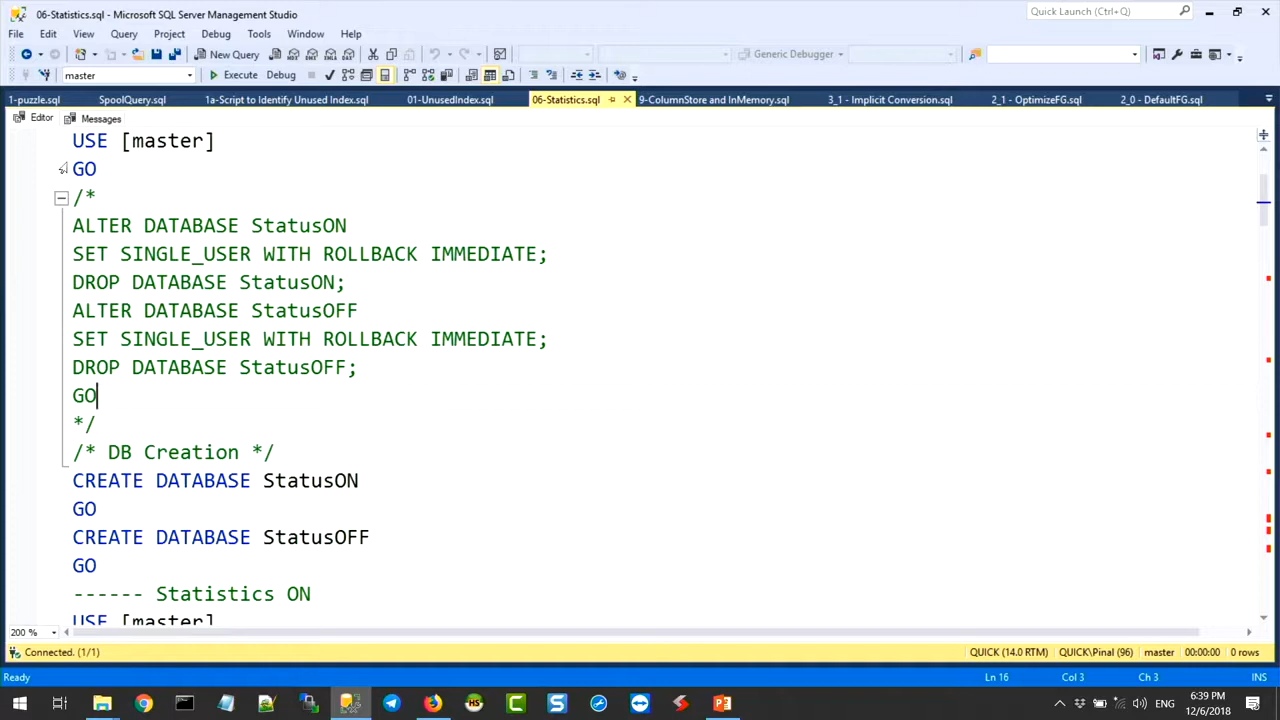 06-Statistics.sql - Microsoft SQL Server Management Studio
Quick Launch (Ctrl+Q)
File Edit View Query Project Debug Tools Window Help
New Query Generic Debugger
master Execute Debug
1-puzzle.sql SpoolQuery.sql 1a-Script to Identify Unused Index.sql 01-UnusedIndex.sql 06-Statistics.sql 9-ColumnStore and InMemory.sql 3_1 - Implicit Conversion.sql 2_1 - OptimizeFG.sql 2_0 - DefaultFG.sql
Editor Messages
USE [master]
GO
/*
ALTER DATABASE StatusON
SET SINGLE_USER WITH ROLLBACK IMMEDIATE;
DROP DATABASE StatusON;
ALTER DATABASE StatusOFF
SET SINGLE_USER WITH ROLLBACK IMMEDIATE;
DROP DATABASE StatusOFF;
GO
*/
/* DB Creation */
CREATE DATABASE StatusON
GO
CREATE DATABASE StatusOFF
GO
------ Statistics ON
USE [master]
200 %
Connected. (1/1) QUICK (14.0 RTM) QUICK\Pinal (96) master 00:00:00 0 rows
Ready Ln 16 Col 3 Ch 3 INS
ENG 6:39 PM
12/6/2018